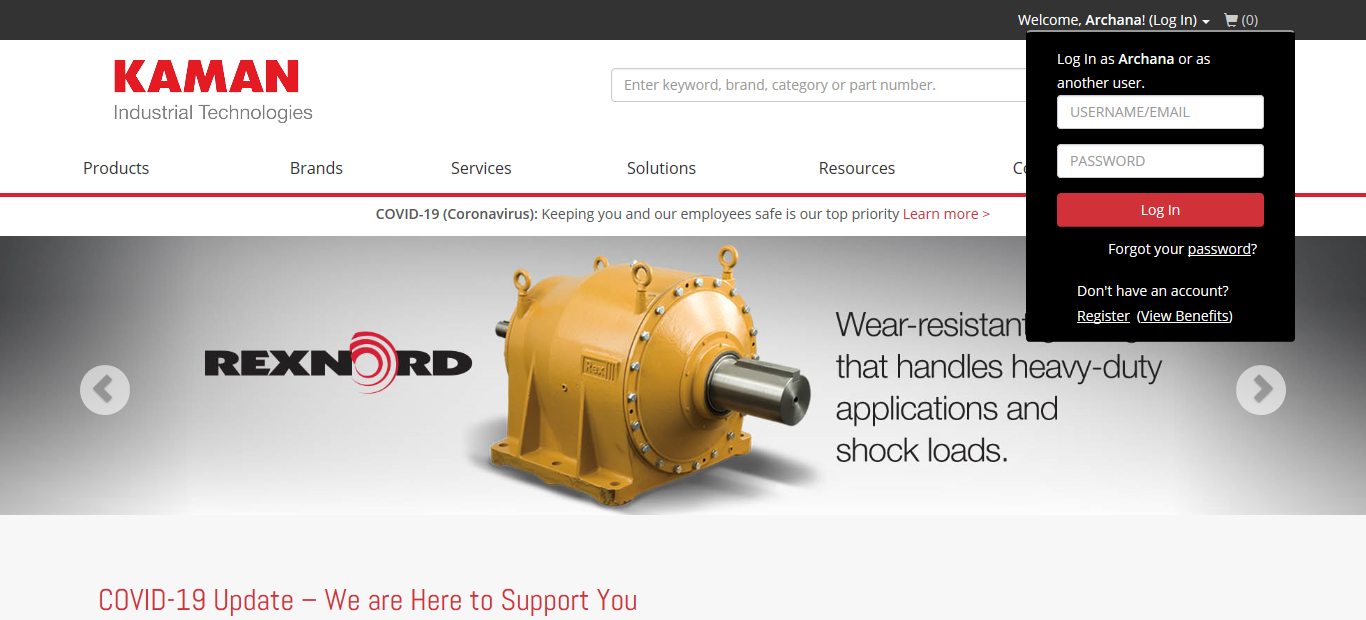 Welcome, Archana! (Log In) (0)
KAMAN
Industrial Technologies
Enter keyword, brand, category or part number.
Log In as Archana or as
another user.
USERNAME/EMAIL
PASSWORD
Log In
Forgot your password?
Don't have an account?
Register (View Benefits)
Products Brands Services Solutions Resources
COVID-19 (Coronavirus): Keeping you and our employees safe is our top priority Learn more >
REXNORD
Rex
Wear-resistant
that handles heavy-duty
applications and
shock loads.
COVID-19 Update – We are Here to Support You